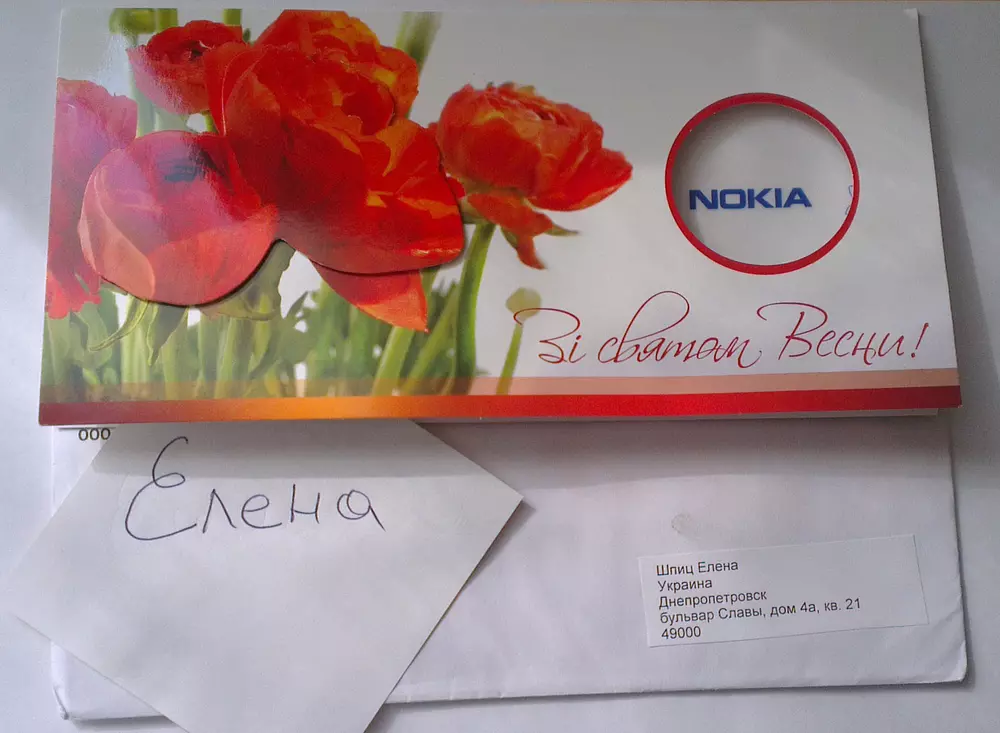 NOKIA
Зі святом Весни!
000
Елена
Шпиц Елена
Украина
Днепропетровск
бульвар Славы, дом 4а, кв. 21
49000